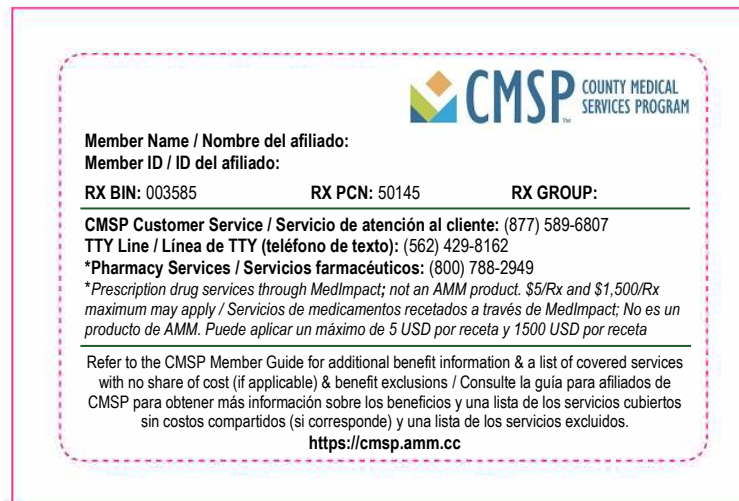 CMSP™ COUNTY MEDICAL
SERVICES PROGRAM
Member Name / Nombre del afiliado:
Member ID / ID del afiliado:
RX BIN: 003585 RX PCN: 50145 RX GROUP:
CMSP Customer Service / Servicio de atención al cliente: (877) 589-6807
TTY Line / Línea de TTY (teléfono de texto): (562) 429-8162
*Pharmacy Services / Servicios farmacéuticos: (800) 788-2949
*Prescription drug services through MedImpact; not an AMM product. $5/Rx and $1,500/Rx
maximum may apply / Servicios de medicamentos recetados a través de MedImpact; No es un
producto de AMM. Puede aplicar un máximo de 5 USD por receta y 1500 USD por receta
Refer to the CMSP Member Guide for additional benefit information & a list of covered services
with no share of cost (if applicable) & benefit exclusions / Consulte la guía para afiliados de
CMSP para obtener más información sobre los beneficios y una lista de los servicios cubiertos
sin costos compartidos (si corresponde) y una lista de los servicios excluidos.
https://cmsp.amm.cc